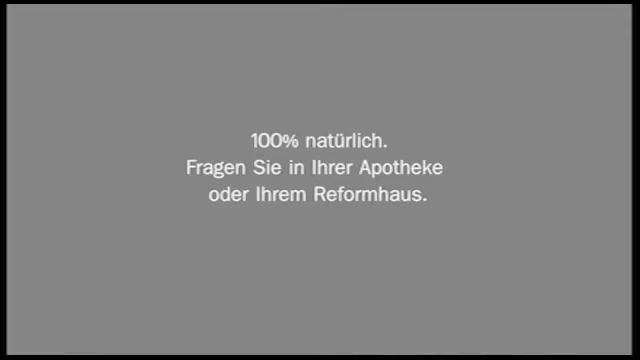 100% natürlich.
Fragen Sie in Ihrer Apotheke
oder Ihrem Reformhaus.